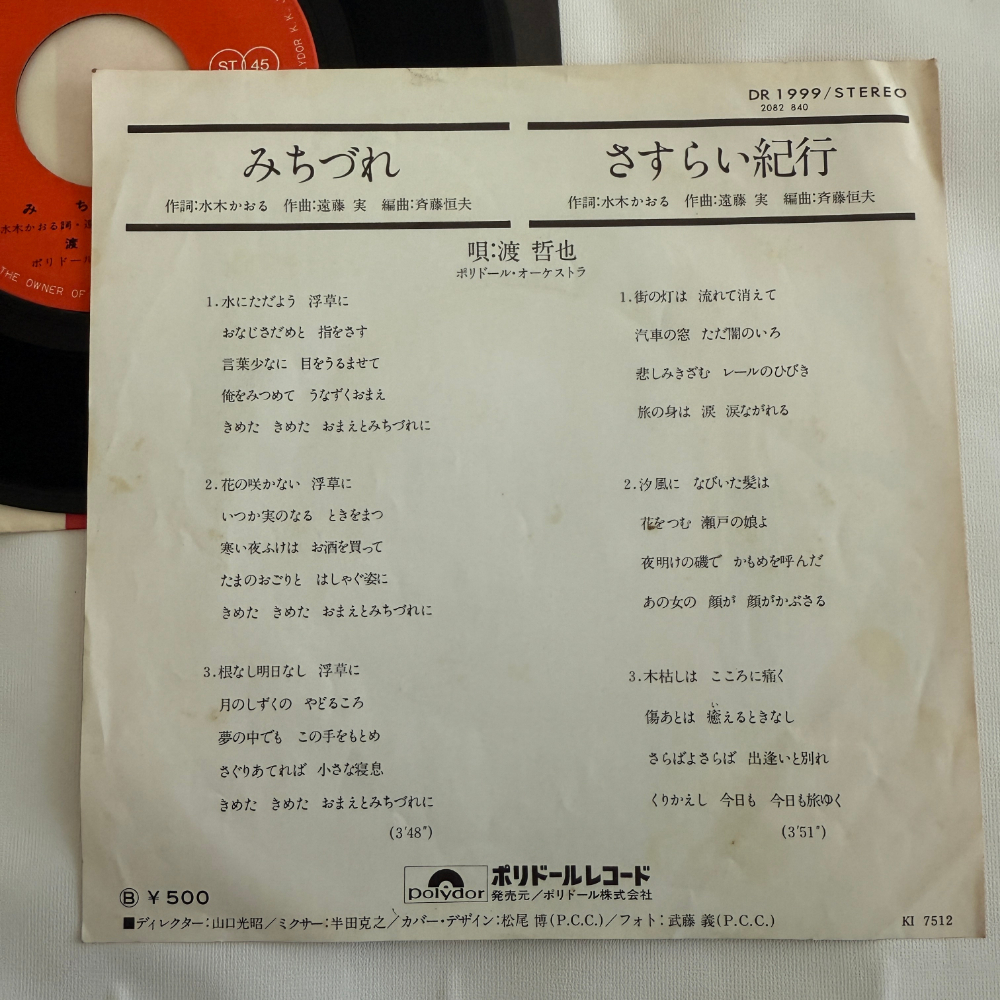 ST 45
YDOR K.K.
み ち
水木かおる詞・遠
渡
ポリドール
THE OWNER OF
DR 1999/STEREO
2082 840
みちづれ
作詞:水木かおる 作曲:遠藤 実 編曲:斉藤恒夫
さすらい紀行
作詞:水木かおる 作曲:遠藤 実 編曲:斉藤恒夫
唄:渡 哲也
ポリドール・オーケストラ
1.水にただよう 浮草に
おなじさだめと 指をさす
言葉少なに 目をうるませて
俺をみつめて うなずくおまえ
きめた きめた おまえとみちづれに
2.花の咲かない 浮草に
いつか実のなる ときをまつ
寒い夜ふけは お酒を買って
たまのおごりと はしゃぐ姿に
きめた きめた おまえとみちづれに
3.根なし明日なし 浮草に
月のしずくの やどるころ
夢の中でも この手をもとめ
さぐりあてれば 小さな寝息
きめた きめた おまえとみちづれに
(3′48″)
1.街の灯は 流れて消えて
汽車の窓 ただ闇のいろ
悲しみきざむ レールのひびき
旅の身は 涙 涙ながれる
2.汐風に なびいた髪は
花をつむ 瀬戸の娘よ
夜明けの磯で かもめを呼んだ
あの女の 顔が 顔がかぶさる
3.木枯しは こころに痛く
傷あとは 癒えるときなし
い
さらばよさらば 出逢いと別れ
くりかえし 今日も 今日も旅ゆく
(3′51″)
polydor ポリドールレコード
発売元/ポリドール株式会社
Ⓑ ¥500
■ディレクター:山口光昭/ミクサー:半田克之/カバー・デザイン:松尾 博(P.C.C.)/フォト:武藤 義(P.C.C.)
KI 7512